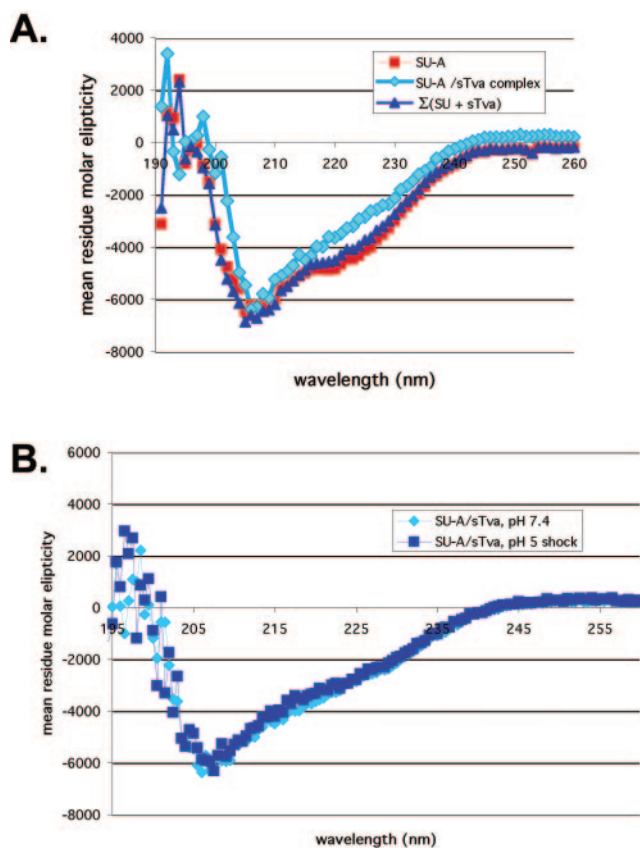 A.
4000
2000
0
-2000
-4000
-6000
-8000
190 200 210 220 230 240 250 260
mean residue molar elipticity
wavelength (nm)
SU-A
SU-A /sTva complex
Σ(SU + sTva)
B.
6000
4000
2000
0
-2000
-4000
-6000
-8000
195 205 215 225 235 245 255
mean residue molar elipticity
wavelength (nm)
SU-A/sTva, pH 7.4
SU-A/sTva, pH 5 shock